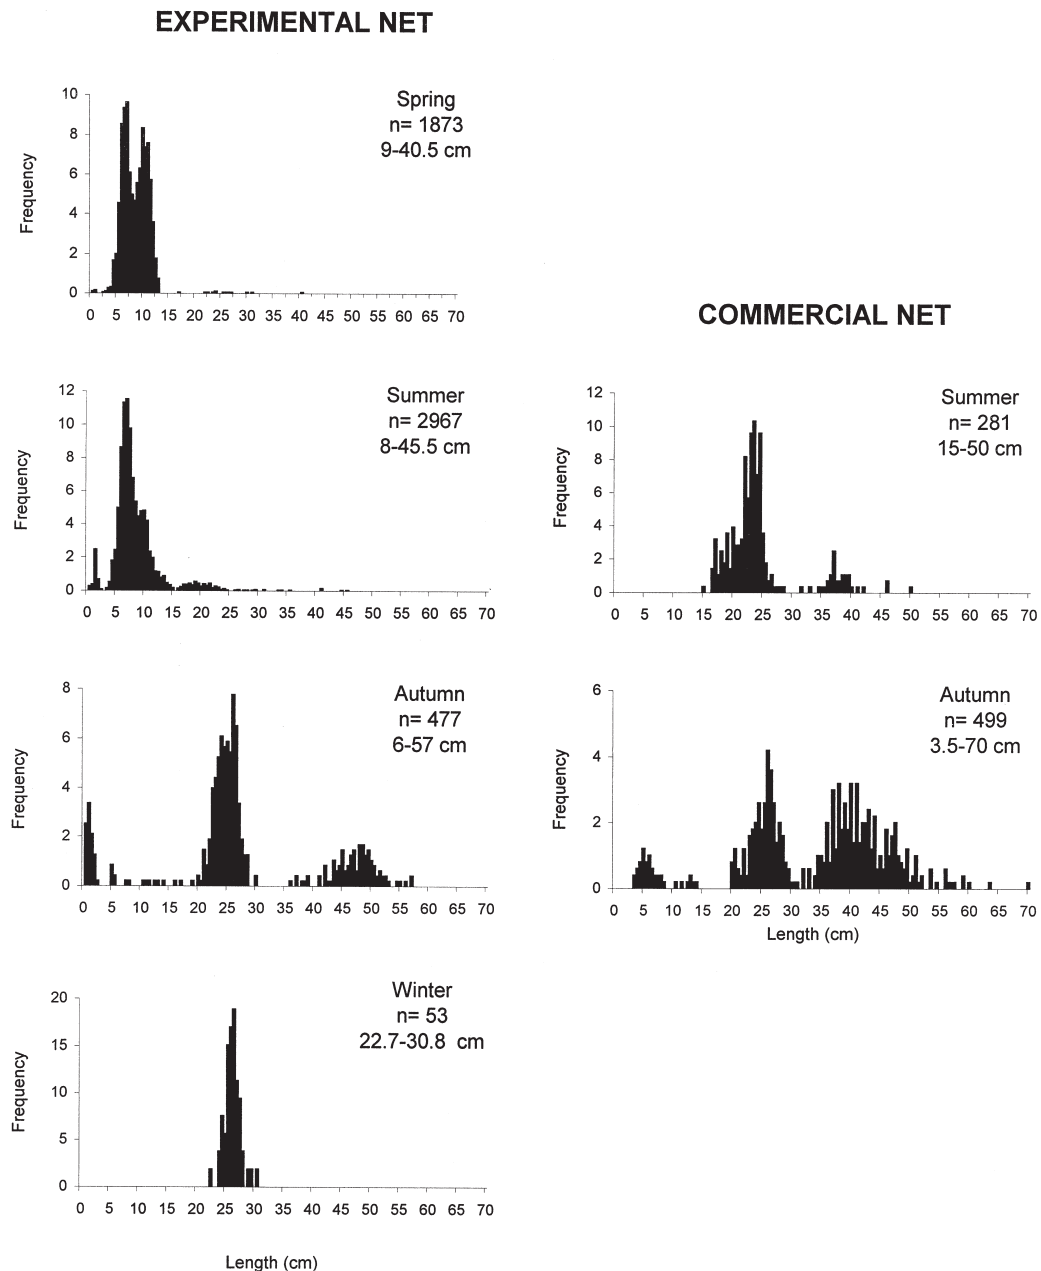 EXPERIMENTAL NET
Spring
n= 1873
9-40.5 cm
Frequency
10
8
6
4
2
0
0 5 10 15 20 25 30 35 40 45 50 55 60 65 70
Summer
n= 2967
8-45.5 cm
Frequency
12
10
8
6
4
2
0
0 5 10 15 20 25 30 35 40 45 50 55 60 65 70
Autumn
n= 477
6-57 cm
Frequency
8
6
4
2
0
0 5 10 15 20 25 30 35 40 45 50 55 60 65 70
Winter
n= 53
22.7-30.8 cm
Frequency
20
15
10
5
0
0 5 10 15 20 25 30 35 40 45 50 55 60 65 70
Length (cm)
COMMERCIAL NET
Summer
n= 281
15-50 cm
Frequency
12
10
8
6
4
2
0
0 5 10 15 20 25 30 35 40 45 50 55 60 65 70
Autumn
n= 499
3.5-70 cm
Frequency
6
4
2
0
0 5 10 15 20 25 30 35 40 45 50 55 60 65 70
Length (cm)